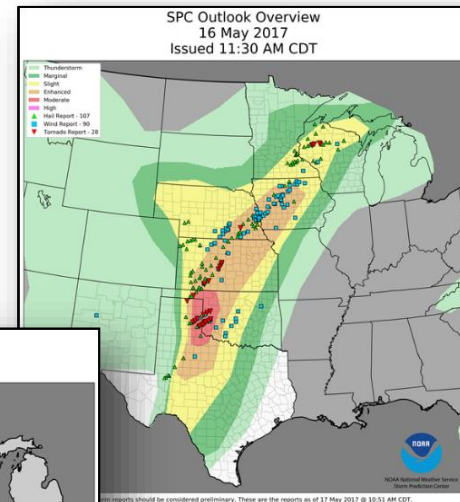 SPC Outlook Overview
16 May 2017
Issued 11:30 AM CDT
Thunderstorm
Marginal
Slight
Enhanced
Moderate
High
Hail Report - 107
Wind Report - 90
Tornado Report - 28
NOAA
NOAA National Weather Service
Storm Prediction Center
reports should be considered preliminary. These are the reports as of 17 May 2017 @ 10:51 AM CDT.